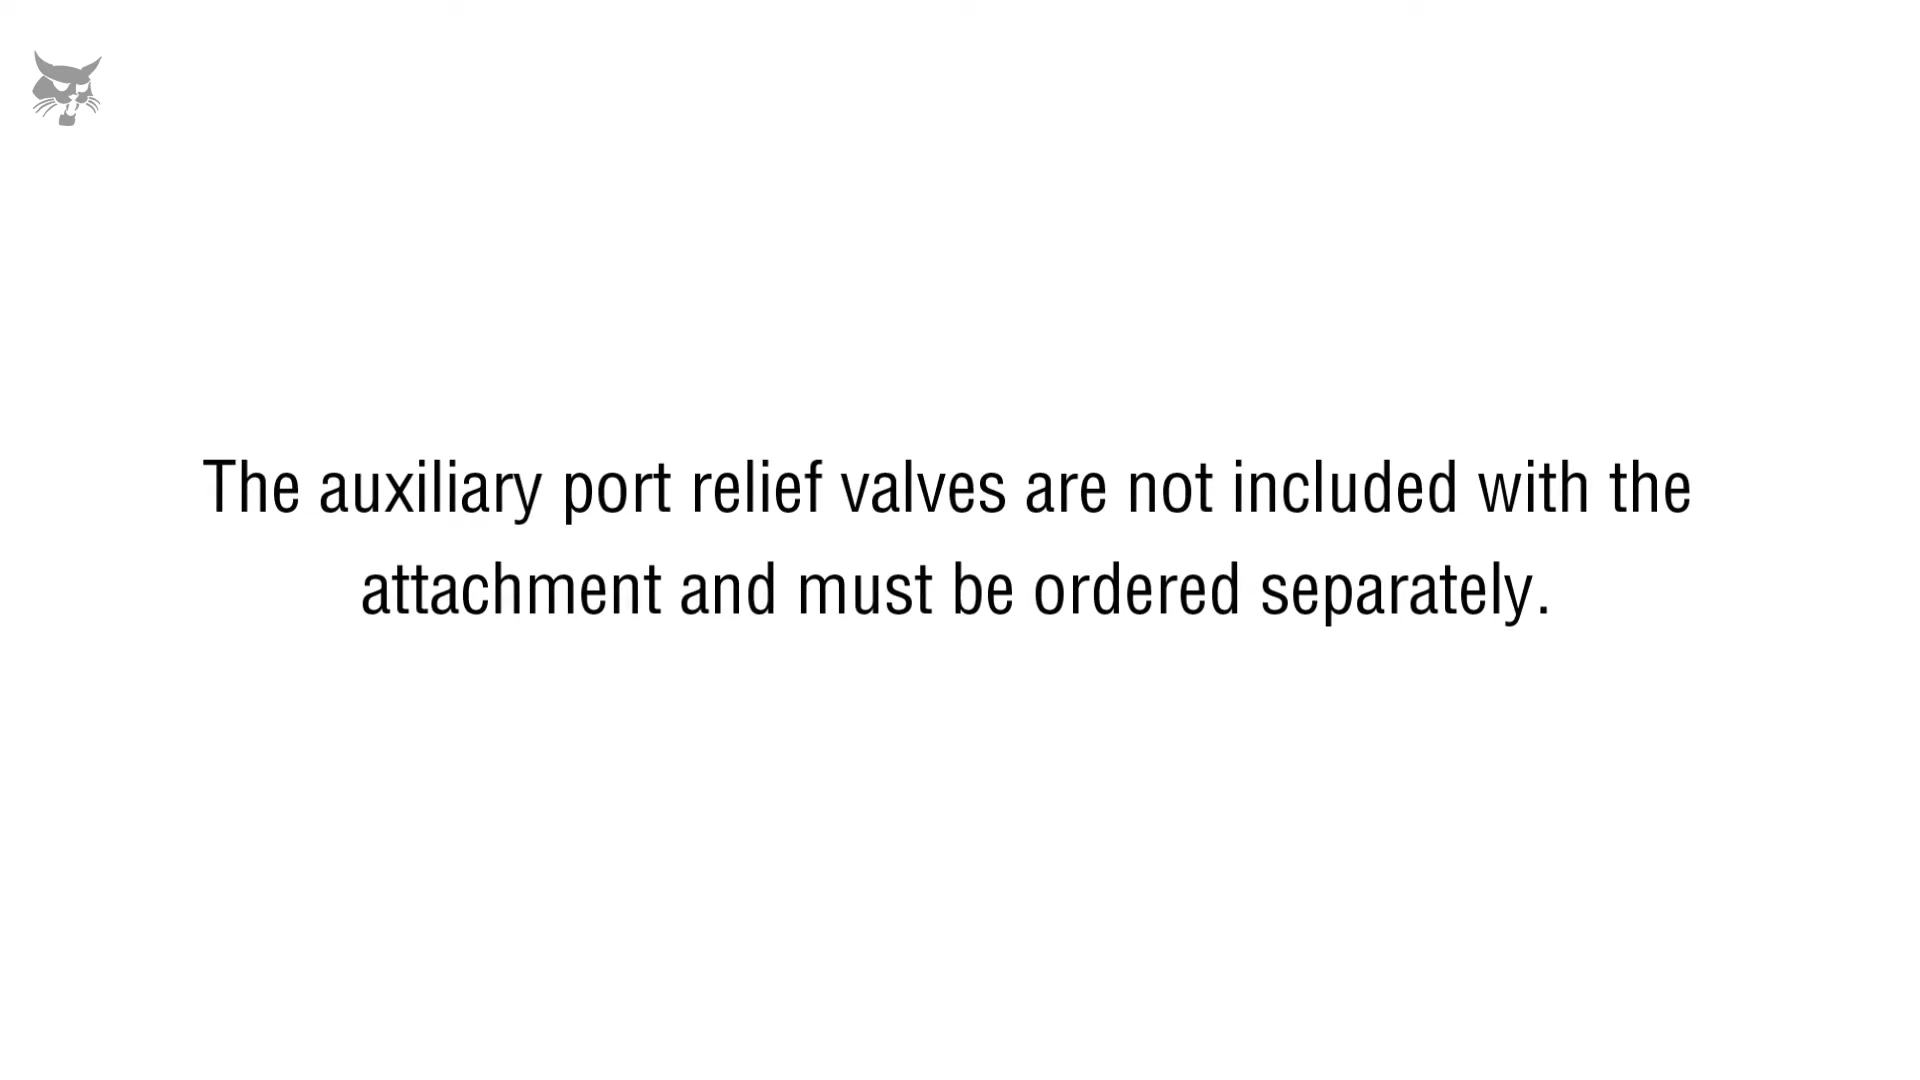 The auxiliary port relief valves are not included with the
attachment and must be ordered separately.